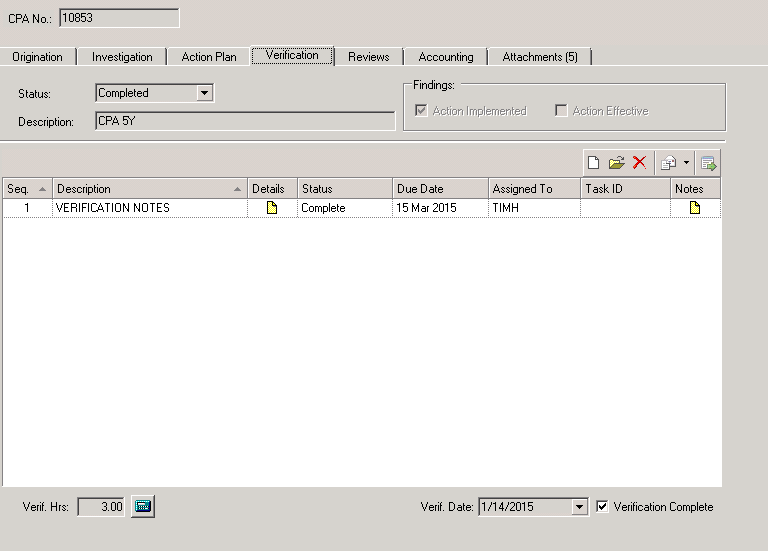 CPA No.: 10853
Origination Investigation Action Plan Verification Reviews Accounting Attachments (5)
Status: Completed
Findings:
Action Implemented Action Effective
Description: CPA 5Y
Seq. Description Details Status Due Date Assigned To Task ID Notes
1 VERIFICATION NOTES Complete 15 Mar 2015 TIMH
Verif. Hrs: 3.00 Verif. Date: 1/14/2015 Verification Complete